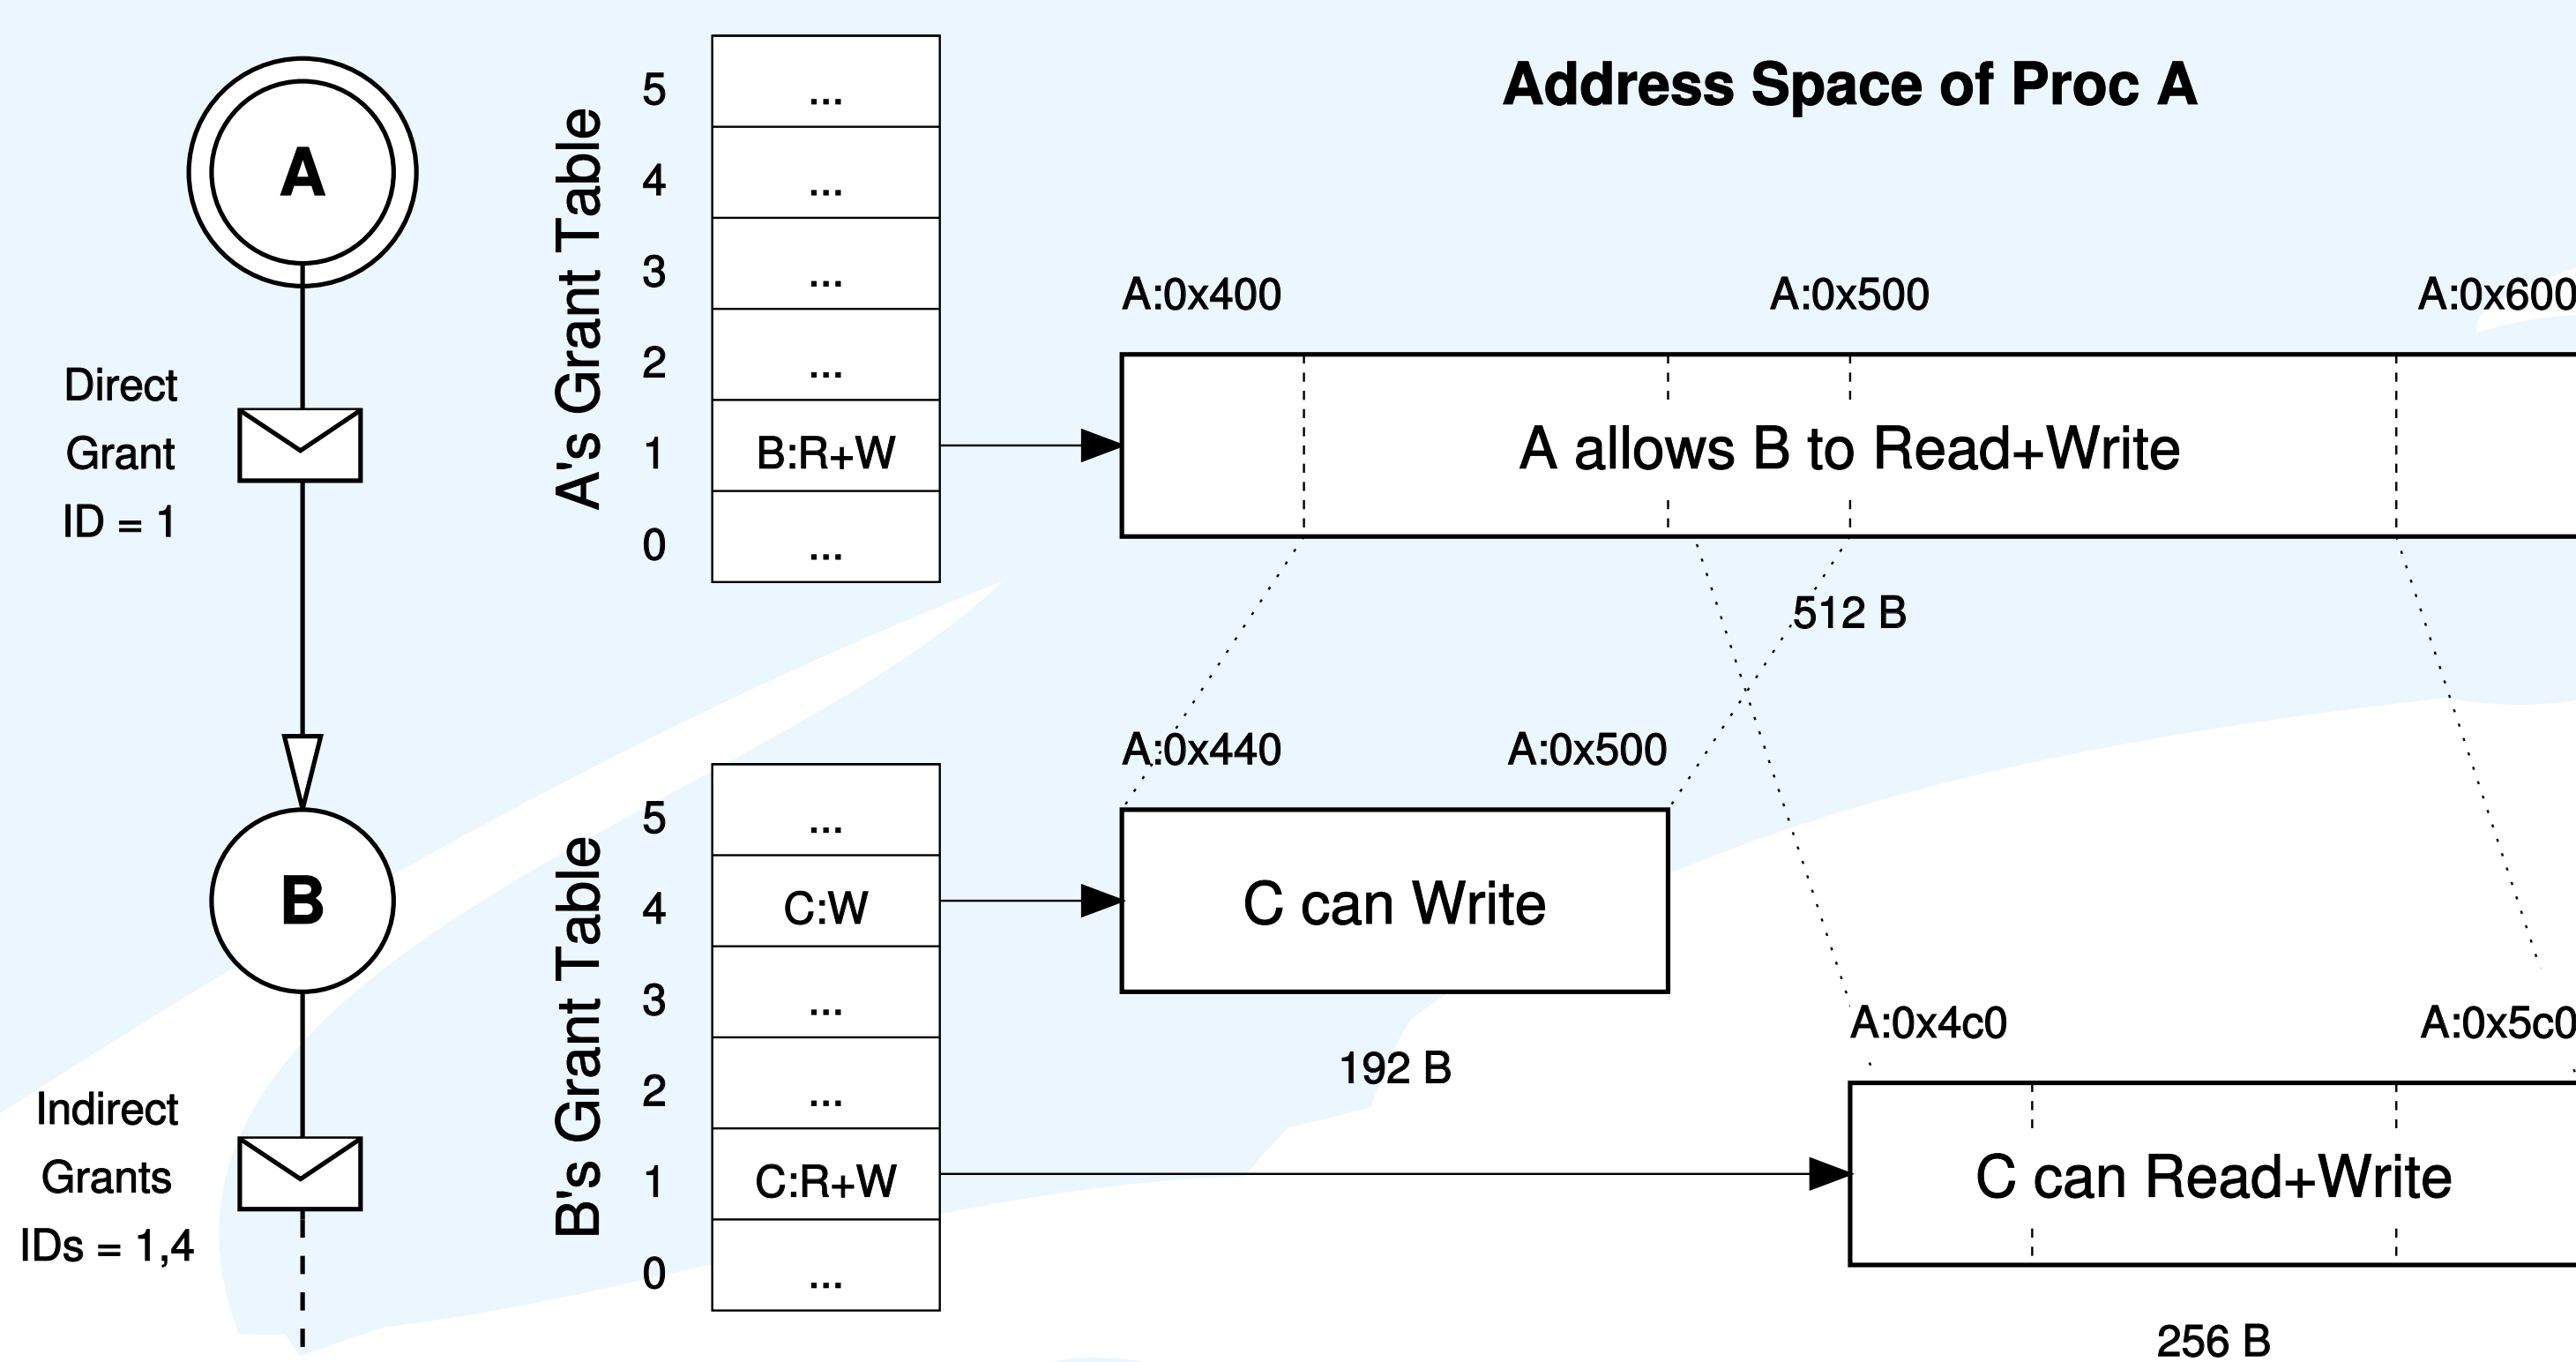 Address Space of Proc A
A
Direct
Grant
ID = 1
A's Grant Table
5 ...
4 ...
3 ...
2 ...
1 B:R+W
0 ...
A:0x400 A:0x500 A:0x600
A allows B to Read+Write
512 B
B
Indirect
Grants
IDs = 1,4
B's Grant Table
5 ...
4 C:W
3 ...
2 ...
1 C:R+W
0 ...
A:0x440 A:0x500
C can Write
192 B
A:0x4c0 A:0x5c0
C can Read+Write
256 B